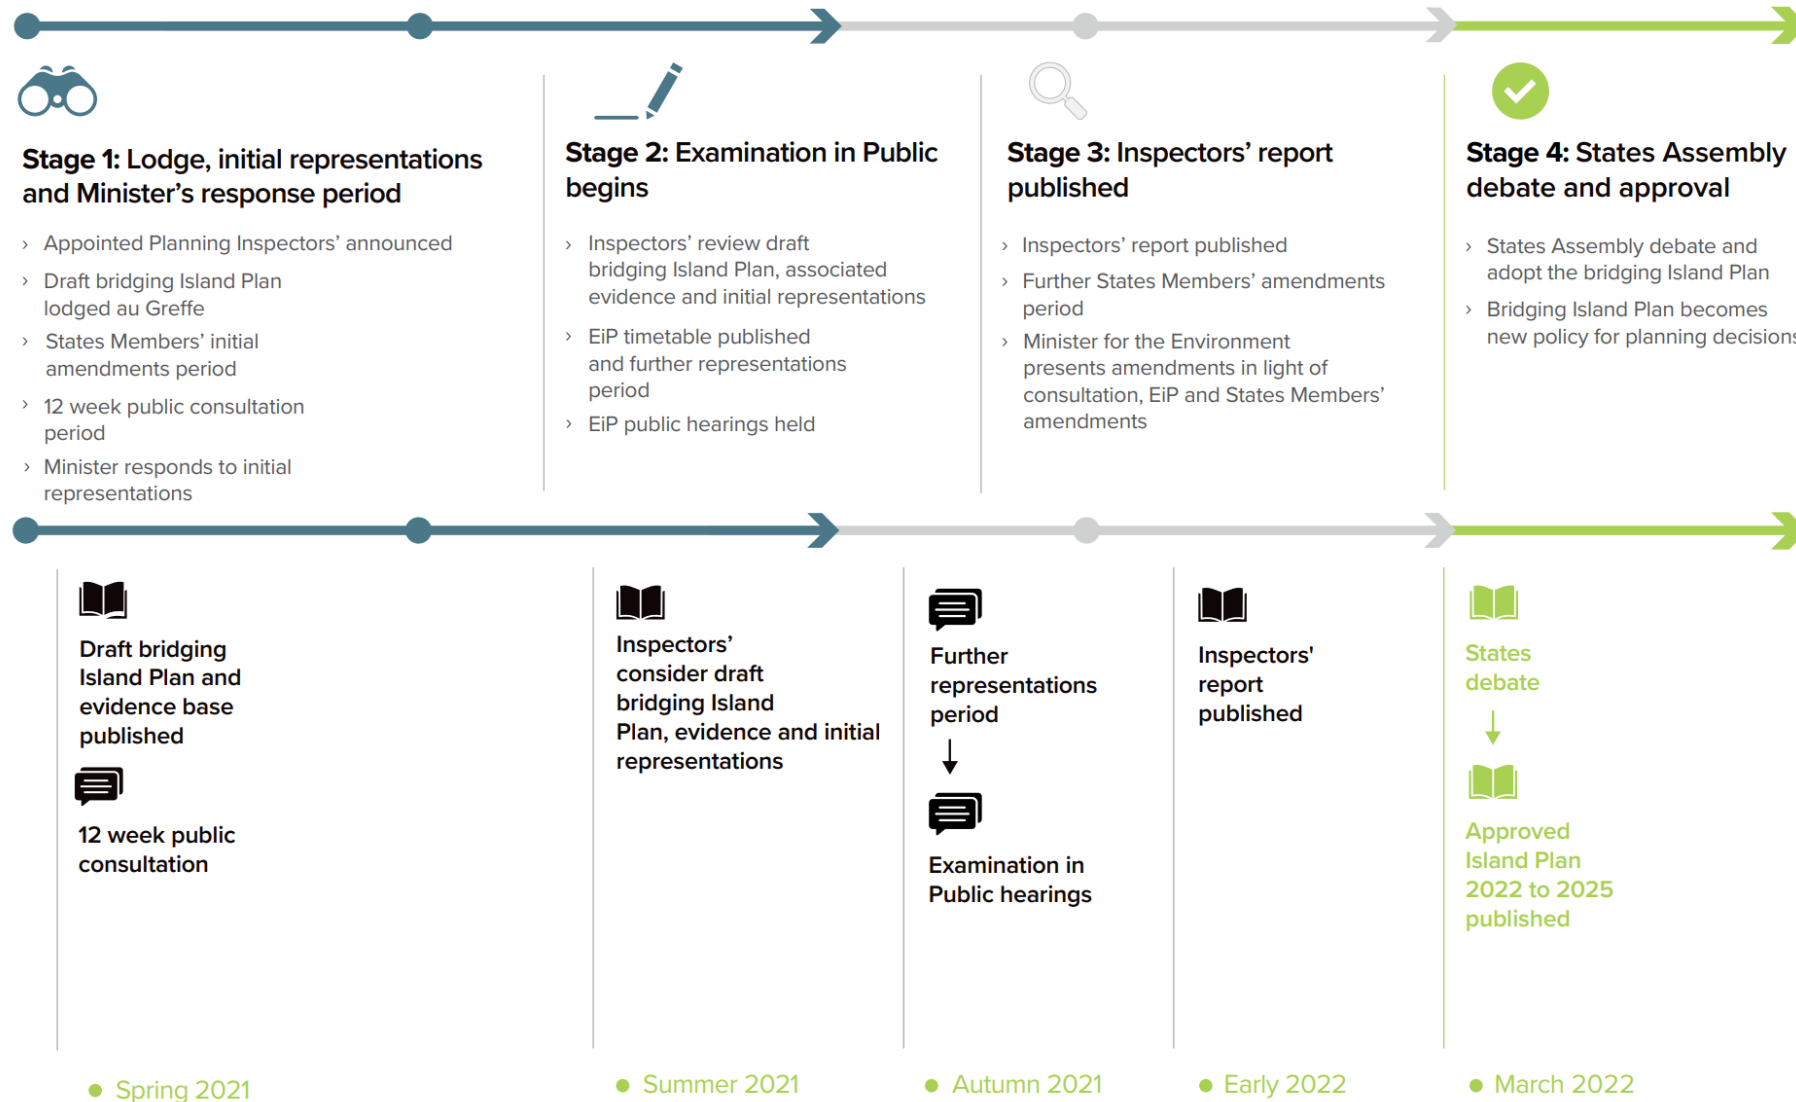 Stage 1: Lodge, initial representations
and Minister’s response period
› Appointed Planning Inspectors’ announced
› Draft bridging Island Plan
lodged au Greffe
› States Members’ initial
amendments period
› 12 week public consultation
period
› Minister responds to initial
representations
Stage 2: Examination in Public
begins
› Inspectors’ review draft
bridging Island Plan, associated
evidence and initial representations
› EiP timetable published
and further representations
period
› EiP public hearings held
Stage 3: Inspectors’ report
published
› Inspectors’ report published
› Further States Members’ amendments
period
› Minister for the Environment
presents amendments in light of
consultation, EiP and States Members’
amendments
Stage 4: States Assembly
debate and approval
› States Assembly debate and
adopt the bridging Island Plan
› Bridging Island Plan becomes
new policy for planning decisions
Draft bridging
Island Plan and
evidence base
published
12 week public
consultation
Spring 2021
Inspectors’
consider draft
bridging Island
Plan, evidence and initial
representations
Summer 2021
Further
representations
period
Examination in
Public hearings
Autumn 2021
Inspectors'
report
published
Early 2022
States
debate
Approved
Island Plan
2022 to 2025
published
March 2022